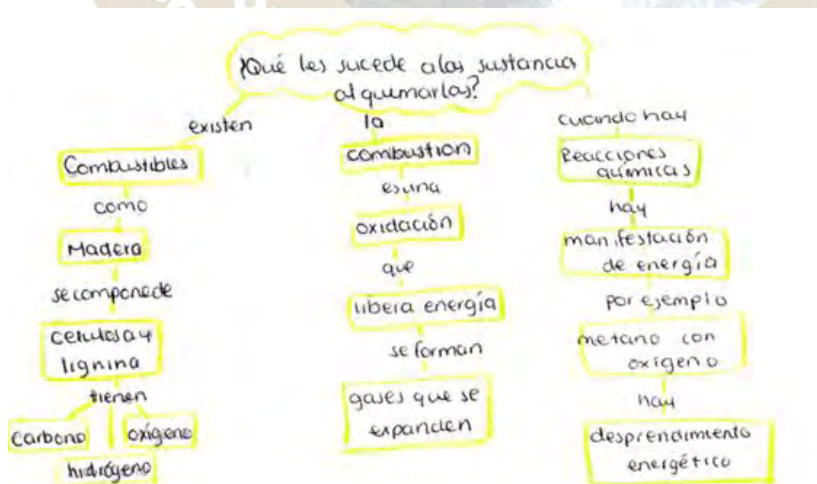 ¿Qué les sucede a las sustancias
al quemarlas?
existen
Combustibles
como
Madera
se compone de
celulosa y
lignina
tienen
Carbono
oxígeno
hidrógeno
la
combustion
es una
oxidación
que
libera energía
se forman
gases que se
expanden
cuando hay
Reacciones
químicas
hay
manifestación
de energía
por ejemplo
metano con
oxígeno
hay
desprendimiento
energético